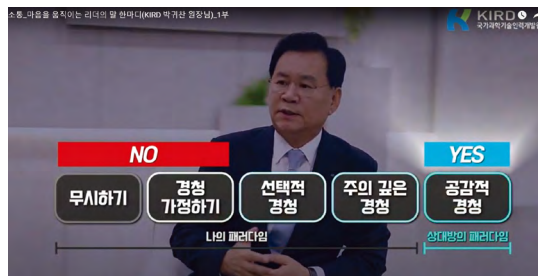 소통_마음을 움직이는 리더의 말 한마디(KIRD 박귀찬 원장님)_1부
KIRD
국가과학기술인력개발원
NO
YES
무시하기
경청
가정하기
선택적
경청
주의 깊은
경청
공감적
경청
나의 패러다임
상대방의 패러다임